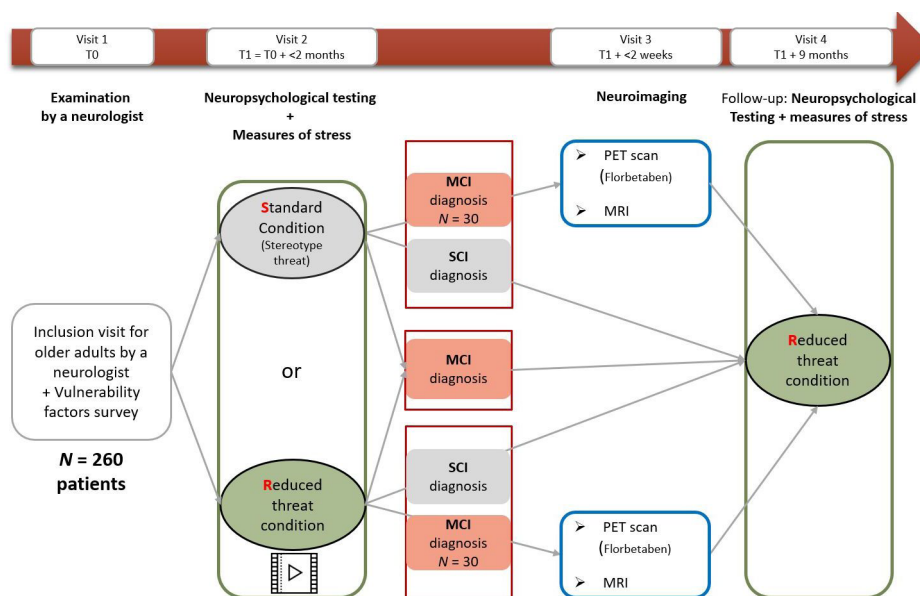 Visit 1
T0
Visit 2
T1 = T0 + <2 months
Visit 3
T1 + <2 weeks
Visit 4
T1 + 9 months
Examination
by a neurologist
Neuropsychological testing
+
Measures of stress
Neuroimaging
Follow-up: Neuropsychological
Testing + measures of stress
Inclusion visit for
older adults by a
neurologist
+ Vulnerability
factors survey
N = 260
patients
Standard
Condition
(Stereotype
threat)
or
Reduced
threat
condition
MCI
diagnosis
N = 30
SCI
diagnosis
MCI
diagnosis
SCI
diagnosis
MCI
diagnosis
N = 30
➢ PET scan
(Florbetaben)
➢ MRI
➢ PET scan
(Florbetaben)
➢ MRI
Reduced
threat
condition